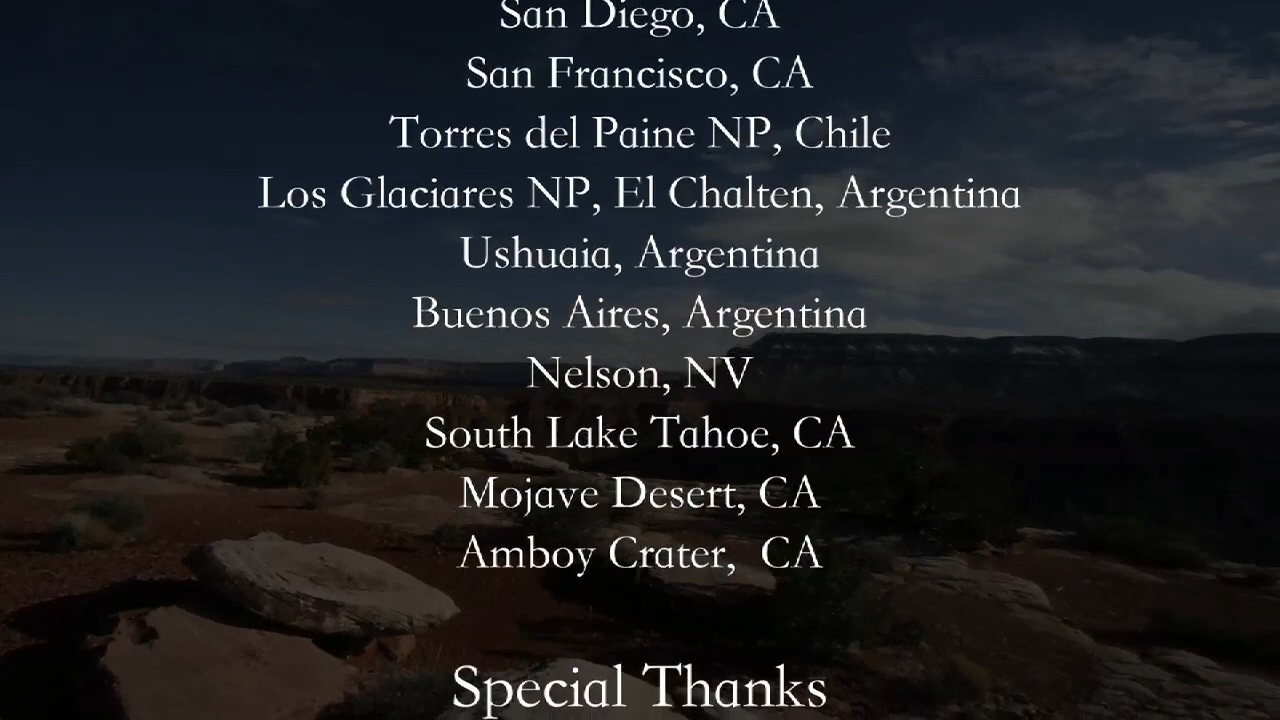 San Diego, CA
San Francisco, CA
Torres del Paine NP, Chile
Los Glaciares NP, El Chalten, Argentina
Ushuaia, Argentina
Buenos Aires, Argentina
Nelson, NV
South Lake Tahoe, CA
Mojave Desert, CA
Amboy Crater, CA
Special Thanks